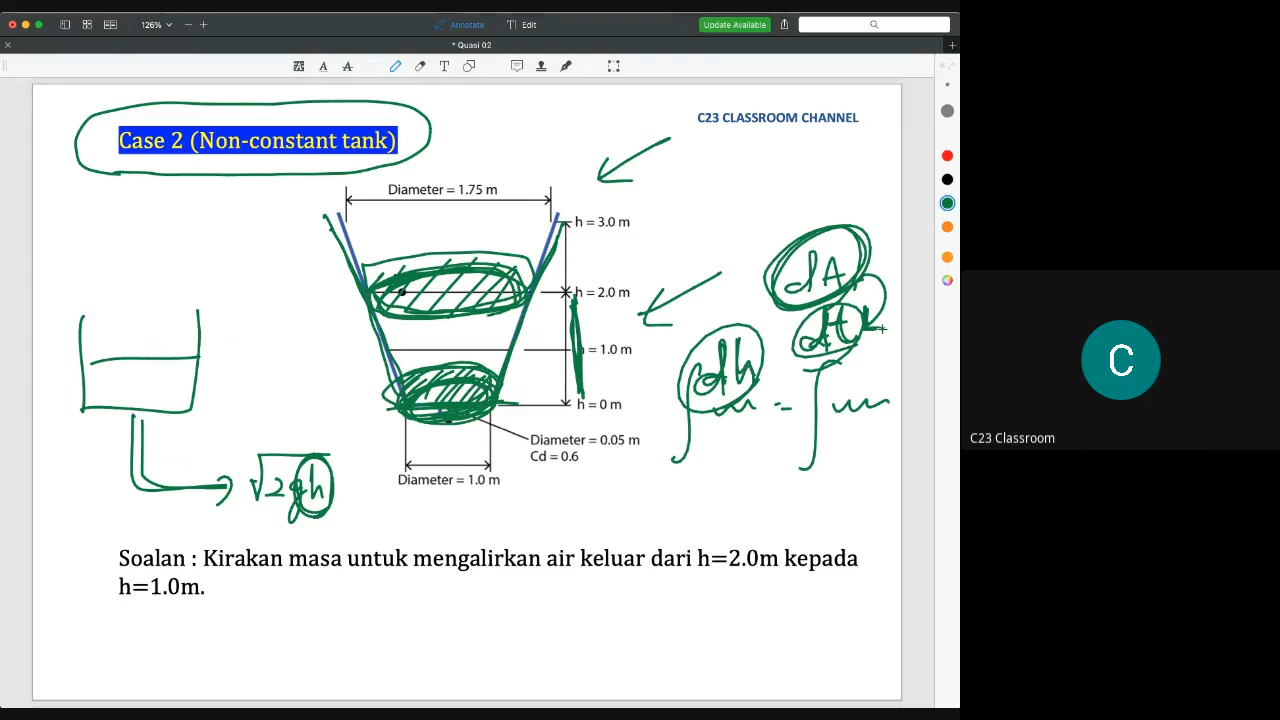 126%
Annotate
Edit
Update Available
* Quasi 02
Case 2 (Non-constant tank)
C23 CLASSROOM CHANNEL
Diameter = 1.75 m
h = 3.0 m
h = 2.0 m
= 1.0 m
h = 0 m
Diameter = 0.05 m
Cd = 0.6
Diameter = 1.0 m
dA
dt
∫ dh = ∫
√2gh
Soalan : Kirakan masa untuk mengalirkan air keluar dari h=2.0m kepada
h=1.0m.
C
C23 Classroom